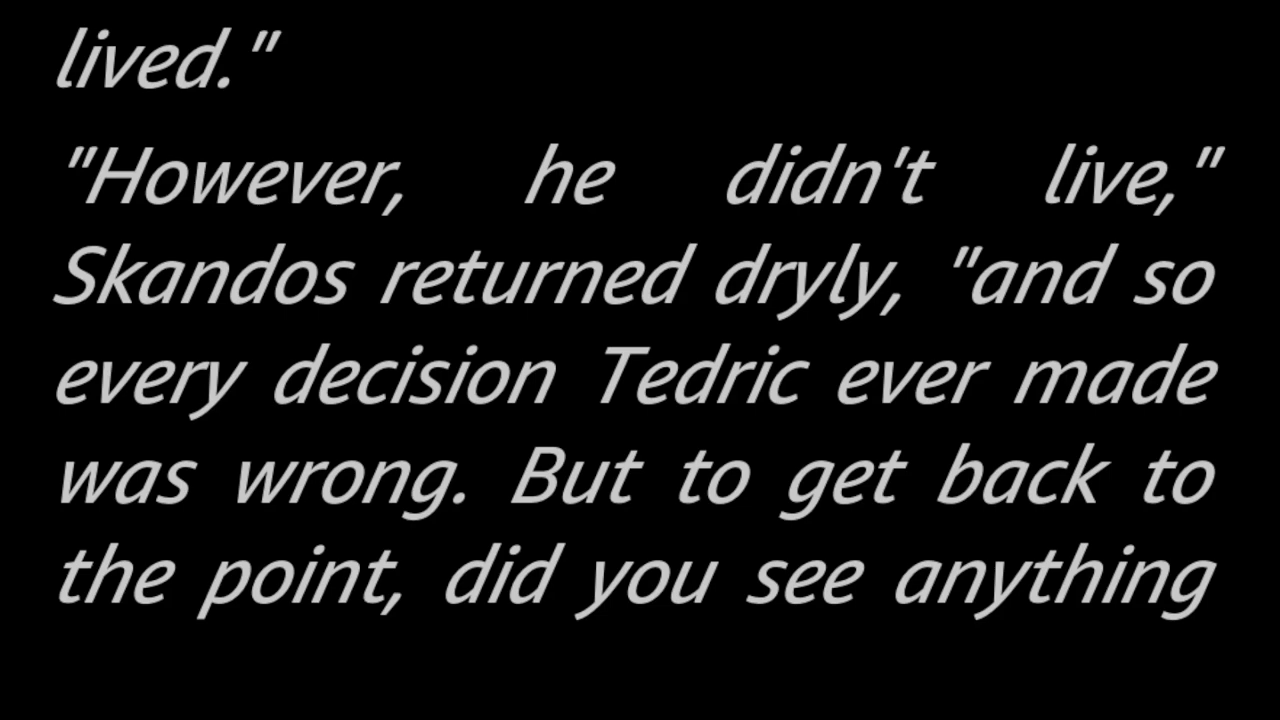 lived."
"However, he didn't live,"
Skandos returned dryly, "and so
every decision Tedric ever made
was wrong. But to get back to
the point, did you see anything